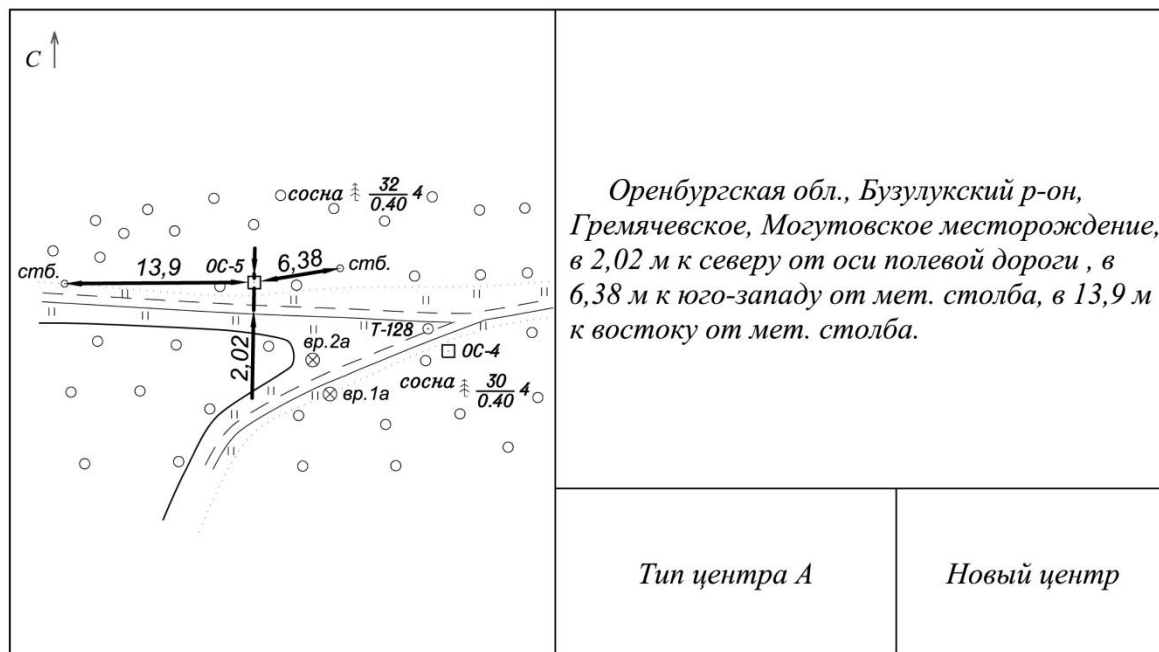 С
сосна 32 4
0.40
13,9 ОС-5 6,38
стб. стб.
Т-128
2,02 вр.2а
ОС-4
сосна 30 4
0.40
вр.1а
Оренбургская обл., Бузулукский р-он,
Гремячевское, Могутовское месторождение,
в 2,02 м к северу от оси полевой дороги , в
6,38 м к юго-западу от мет. столба, в 13,9 м
к востоку от мет. столба.
Тип центра А
Новый центр